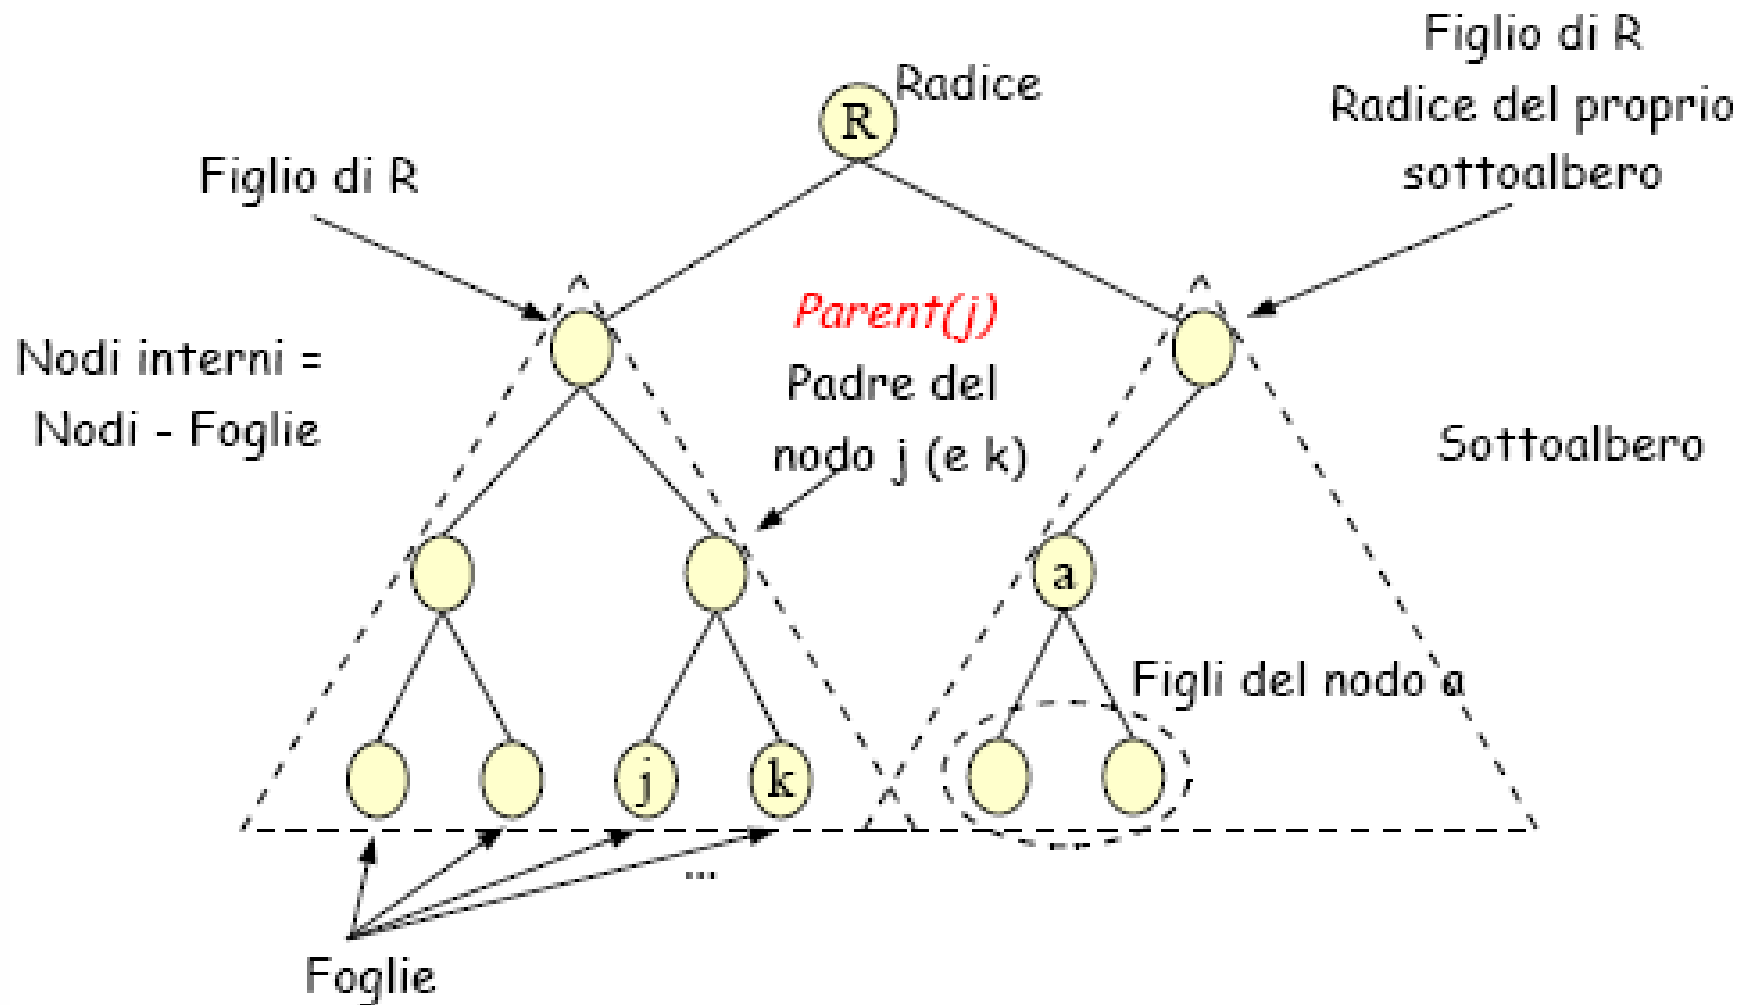 Figlio di R
Radice del proprio
sottoalbero
Radice
R
Figlio di R
Parent(j)
Padre del
nodo j (e k)
Nodi interni =
Nodi - Foglie
Sottoalbero
a
Figli del nodo a
j
k
...
Foglie